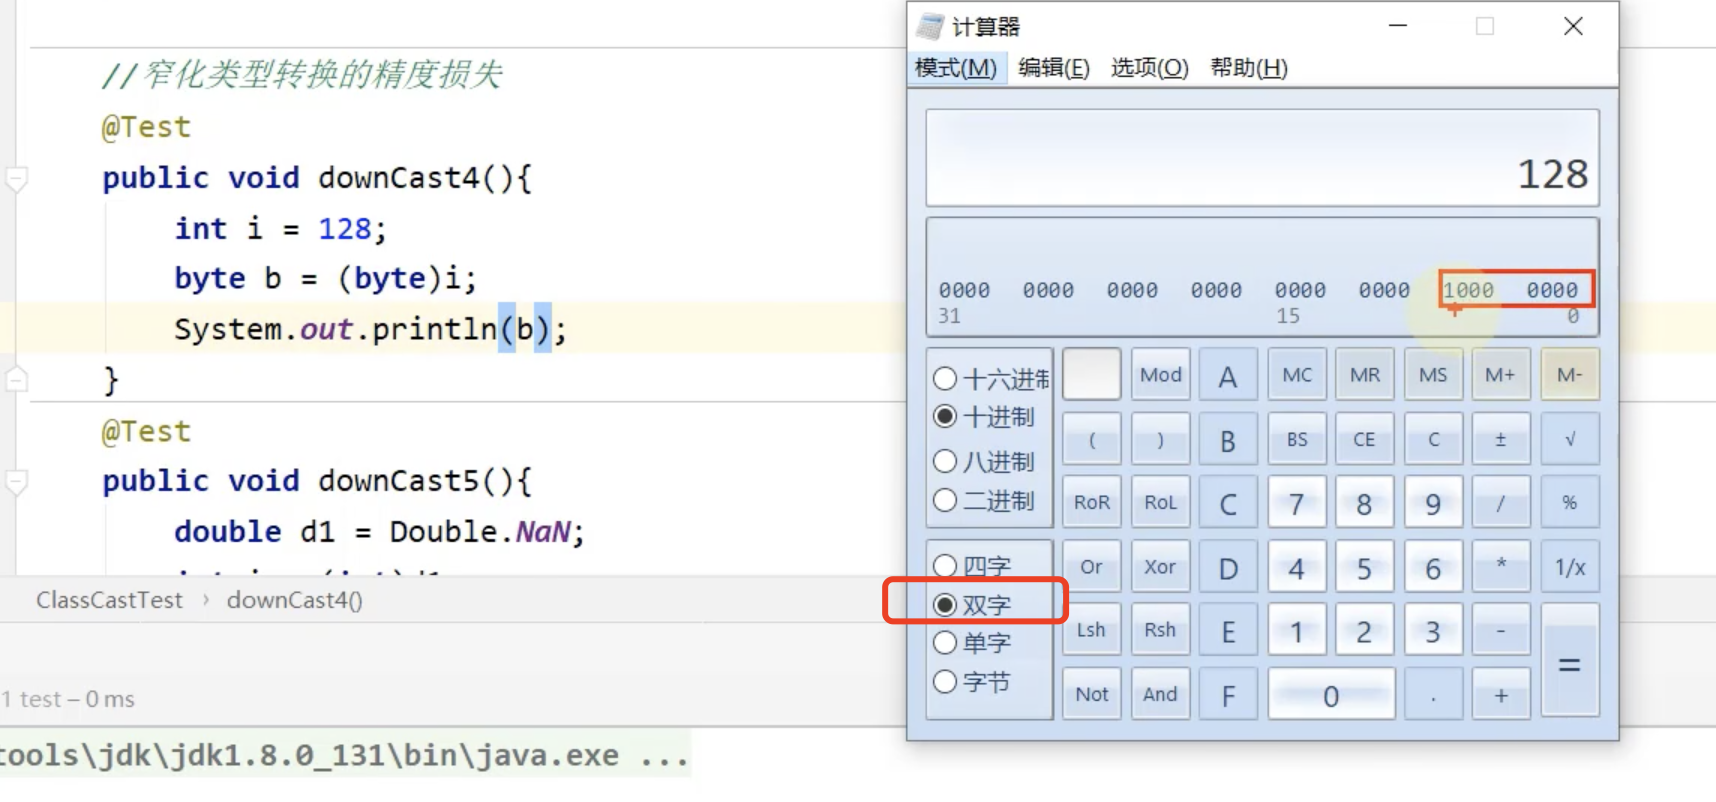 //窄化类型转换的精度损失
@Test
public void downCast4(){
int i = 128;
byte b = (byte)i;
System.out.println(b);
}
@Test
public void downCast5(){
double d1 = Double.NaN;
ClassCastTest › downCast4()
1 test – 0 ms
tools\jdk\jdk1.8.0_131\bin\java.exe ...
计算器
模式(M) 编辑(E) 选项(O) 帮助(H)
128
0000 0000 0000 0000 0000 0000 1000 0000
31 15 0
十六进制
十进制
八进制
二进制
四字
双字
单字
字节
Mod A MC MR MS M+ M-
( ) B BS CE C ± √
RoR RoL C 7 8 9 / %
Or Xor D 4 5 6 * 1/x
Lsh Rsh E 1 2 3 - =
Not And F 0 . +